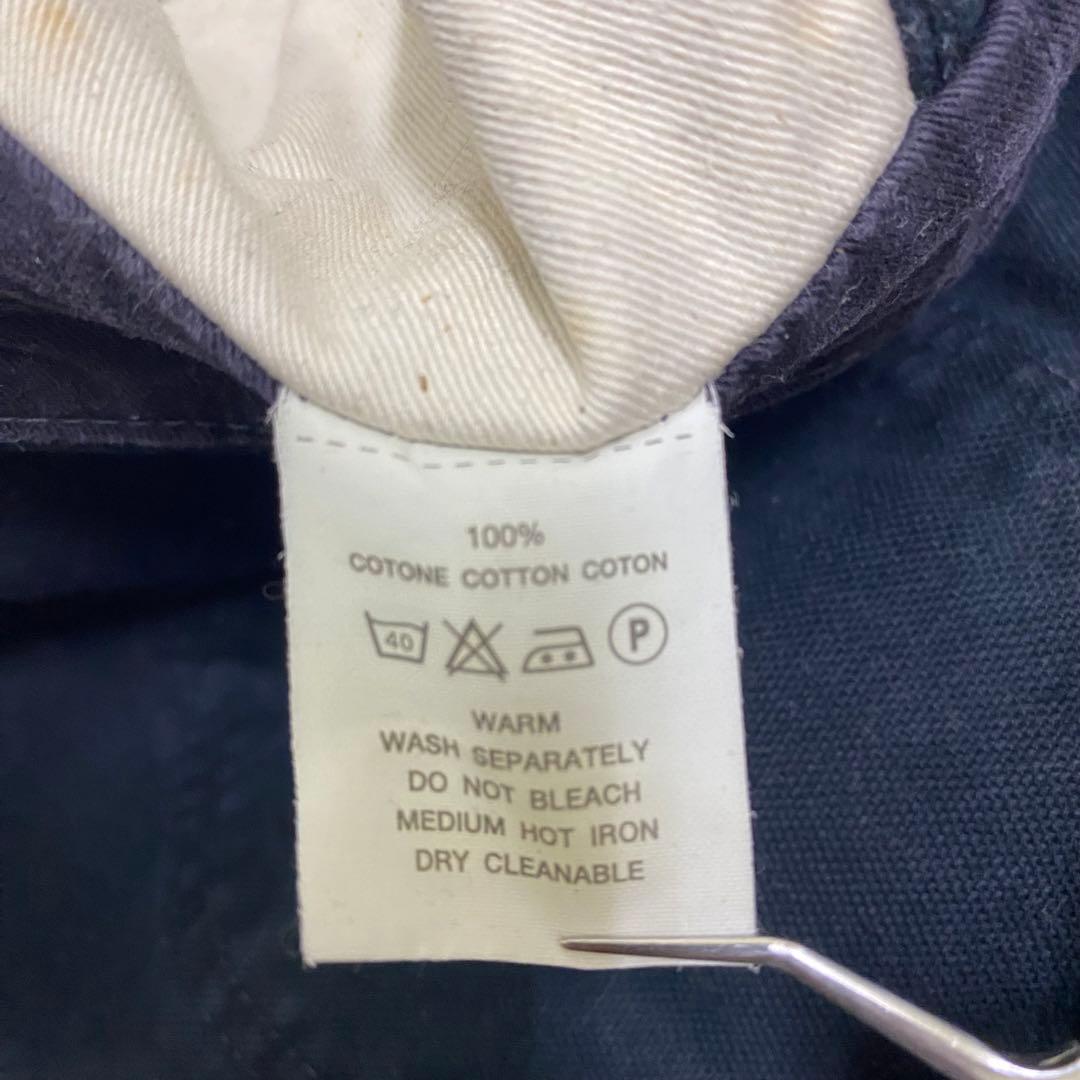 100%
COTONE COTTON COTON
40 P
WARM
WASH SEPARATELY
DO NOT BLEACH
MEDIUM HOT IRON
DRY CLEANABLE